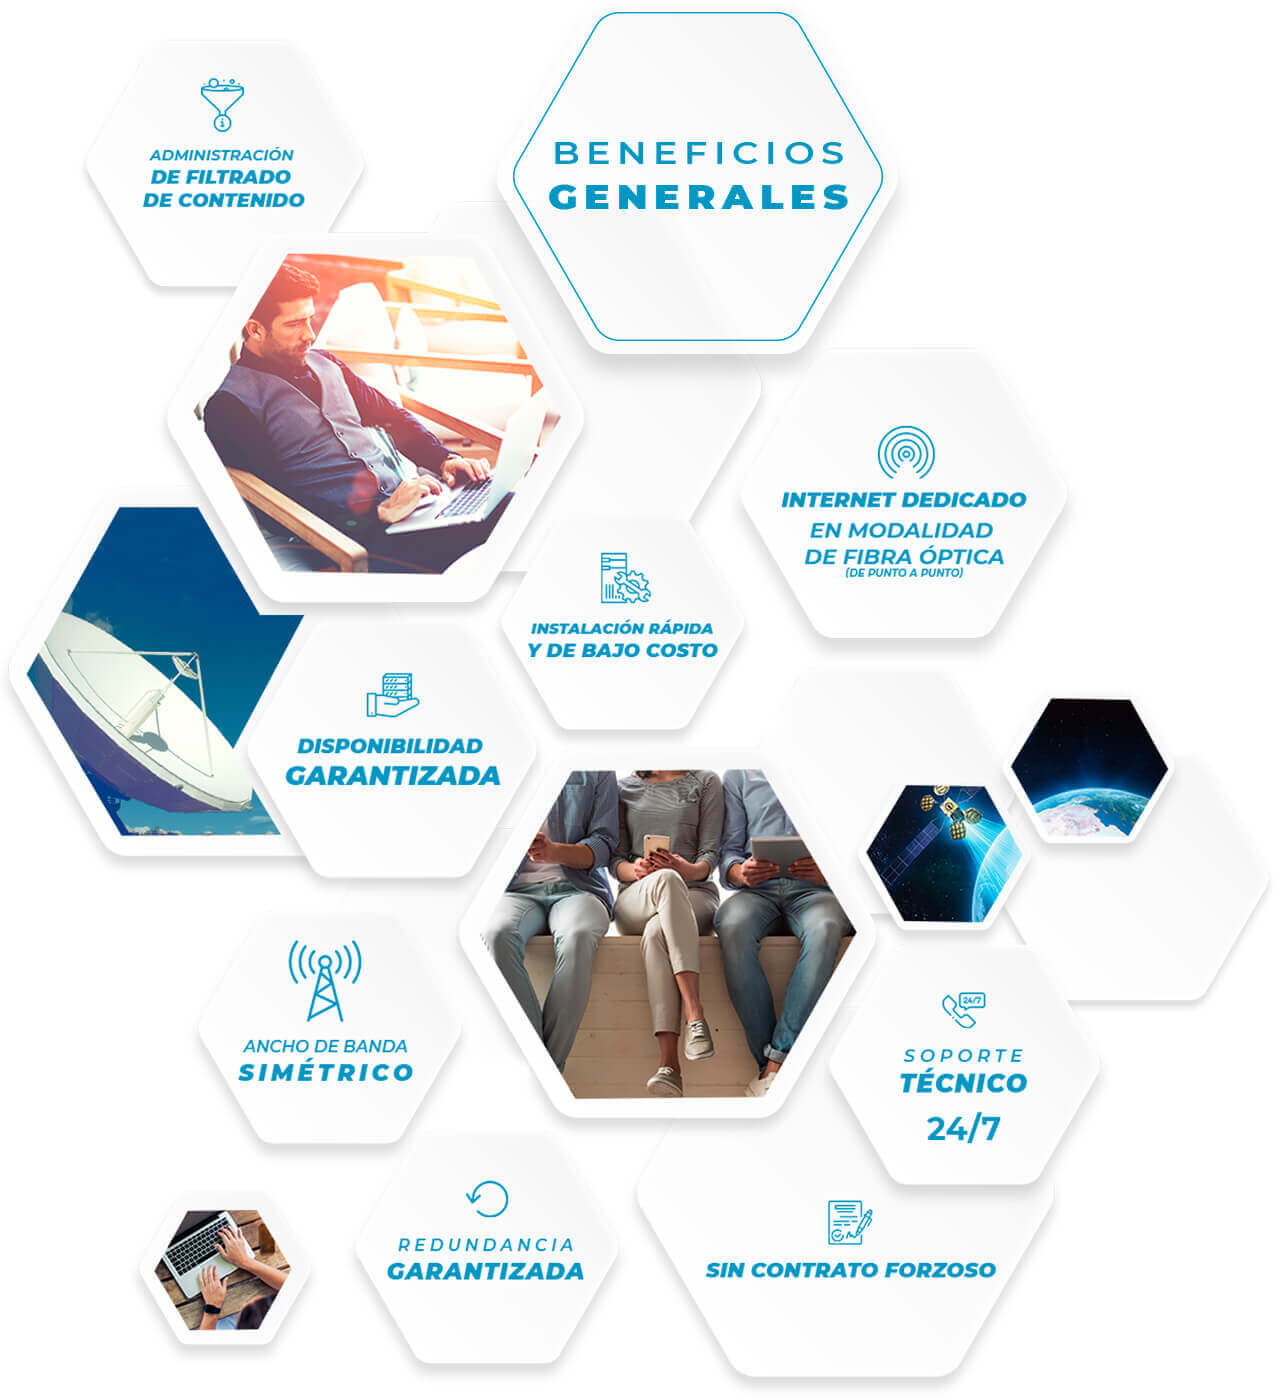 BENEFICIOS
GENERALES
ADMINISTRACIÓN
DE FILTRADO
DE CONTENIDO
INTERNET DEDICADO
EN MODALIDAD
DE FIBRA ÓPTICA
(DE PUNTO A PUNTO)
INSTALACIÓN RÁPIDA
Y DE BAJO COSTO
DISPONIBILIDAD
GARANTIZADA
ANCHO DE BANDA
SIMÉTRICO
24/7
SOPORTE
TÉCNICO
24/7
REDUNDANCIA
GARANTIZADA
SIN CONTRATO FORZOSO